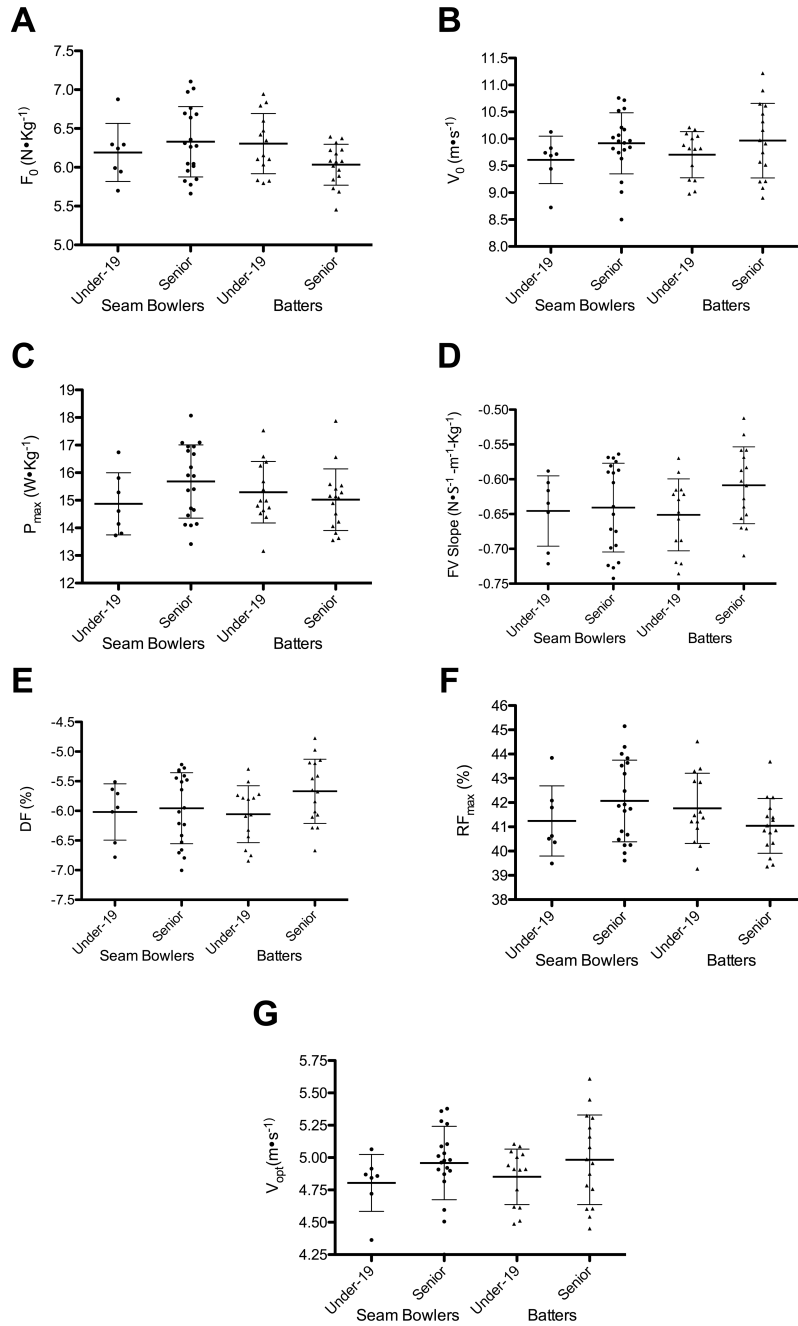 A
7.5
7.0
6.5
6.0
5.5
5.0
F0 (N•Kg-1)
Under-19
Senior
Under-19
Senior
Seam Bowlers
Batters
B
11.5
11.0
10.5
10.0
9.5
9.0
8.5
8.0
V0 (m•s-1)
Under-19
Senior
Under-19
Senior
Seam Bowlers
Batters
C
19
18
17
16
15
14
13
12
Pmax (W•Kg-1)
Under-19
Senior
Under-19
Senior
Seam Bowlers
Batters
D
-0.50
-0.55
-0.60
-0.65
-0.70
-0.75
FV Slope (N•S-1 -m-1-Kg-1)
Under-19
Senior
Under-19
Senior
Seam Bowlers
Batters
E
-4.5
-5.0
-5.5
-6.0
-6.5
-7.0
-7.5
DF (%)
Under-19
Senior
Under-19
Senior
Seam Bowlers
Batters
F
46
45
44
43
42
41
40
39
38
RFmax (%)
Under-19
Senior
Under-19
Senior
Seam Bowlers
Batters
G
5.75
5.50
5.25
5.00
4.75
4.50
4.25
Vopt(m•s-1)
Under-19
Senior
Under-19
Senior
Seam Bowlers
Batters